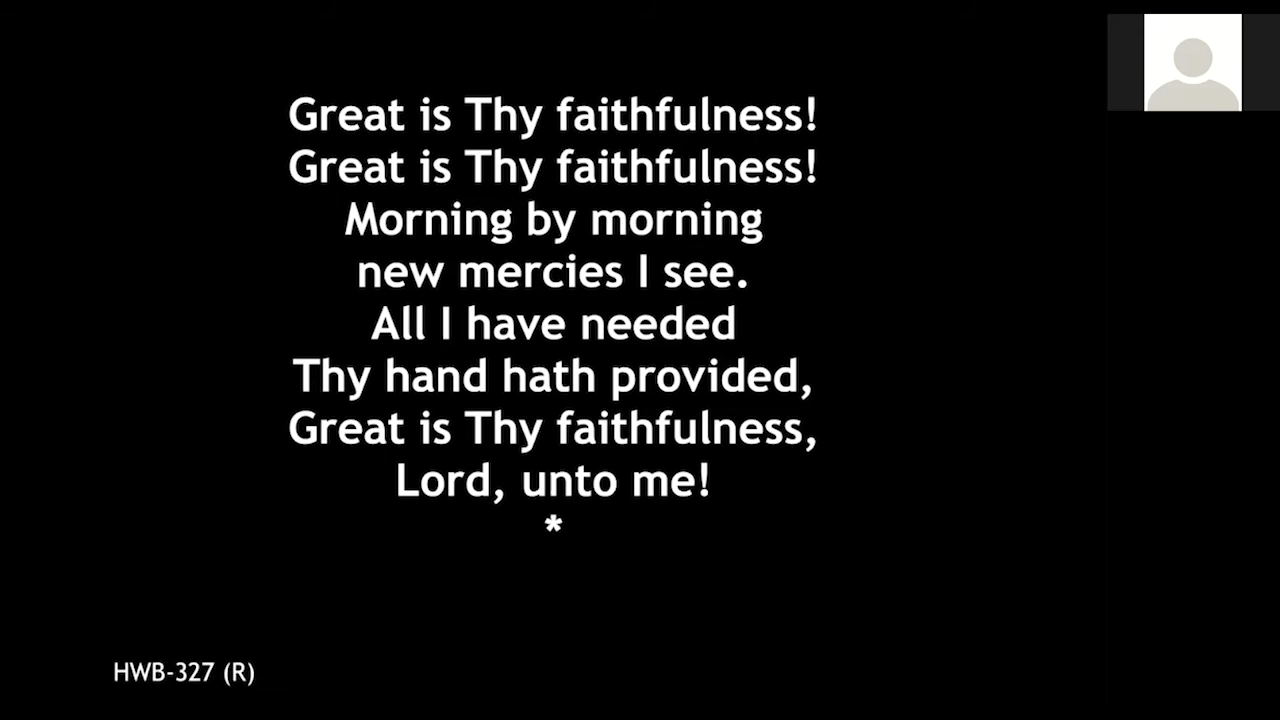 Great is Thy faithfulness!
Great is Thy faithfulness!
Morning by morning
new mercies I see.
All I have needed
Thy hand hath provided,
Great is Thy faithfulness,
Lord, unto me!
*
HWB-327 (R)